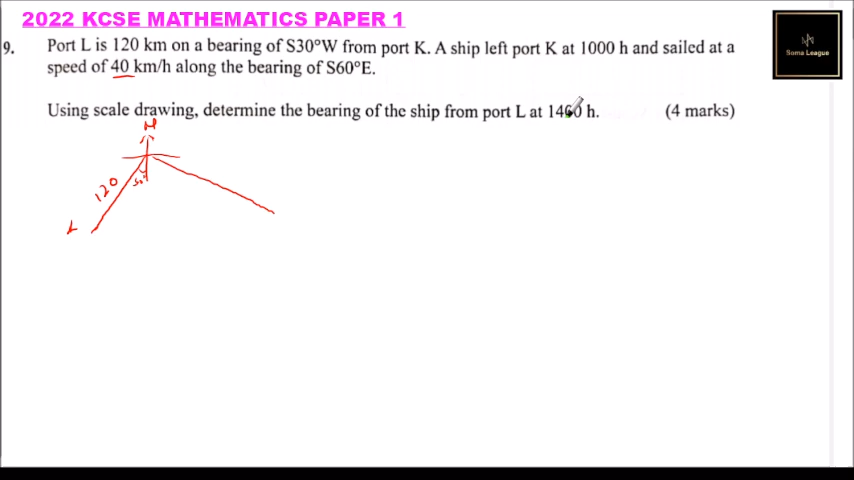 2022 KCSE MATHEMATICS PAPER 1
9. Port L is 120 km on a bearing of S30°W from port K. A ship left port K at 1000 h and sailed at a
speed of 40 km/h along the bearing of S60°E.
Using scale drawing, determine the bearing of the ship from port L at h. (4 marks)
Soma League
N
120
L